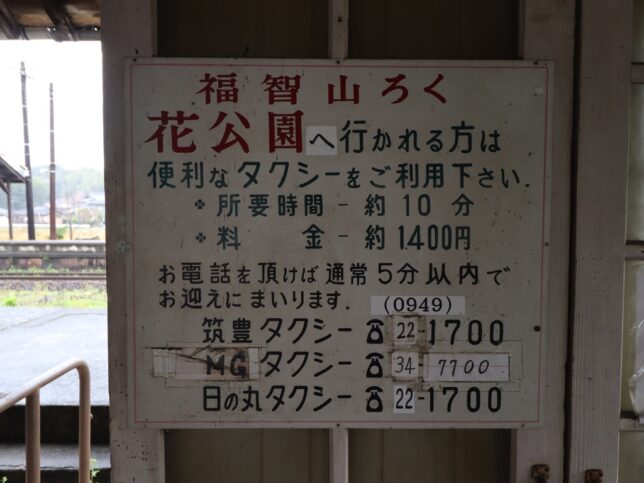 福智山ろく
花公園へ行かれる方は
便利なタクシーをご利用下さい.
* 所要時間 - 約 10 分
* 料 金 - 約 1.400円
お電話を頂けば通常5分以内で
お迎えにまいります.
(0949)
筑豊タクシー☎22-1700
MGタクシー☎34-7700
日の丸タクシー☎22-1700